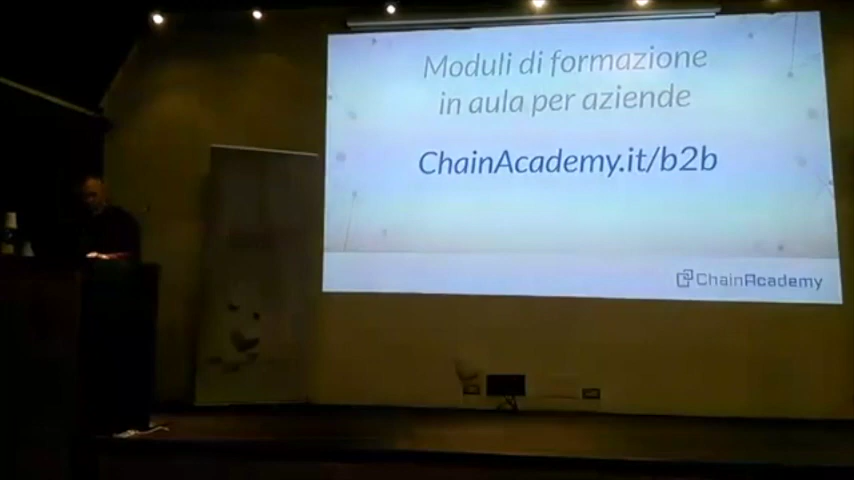 Moduli di formazione
in aula per aziende
ChainAcademy.it/b2b
ChainAcademy